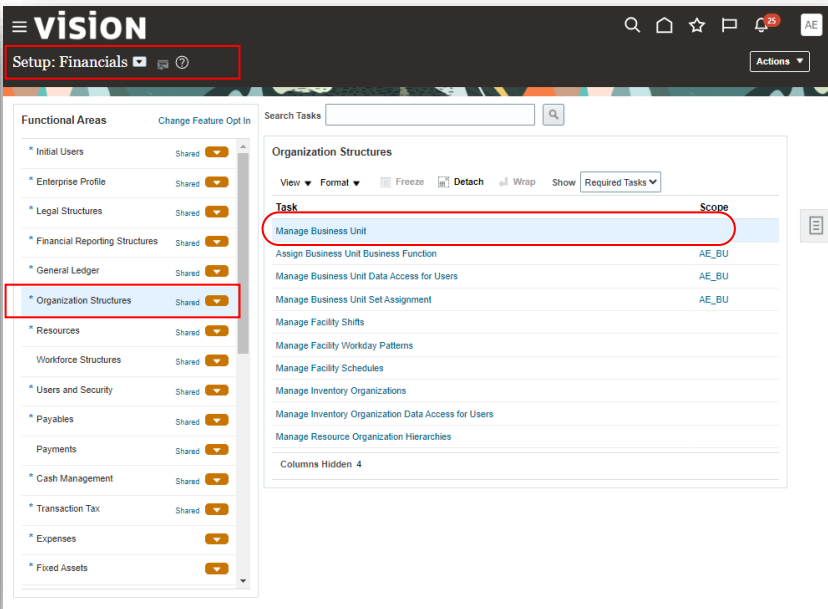 vision
25
AE
Setup: Financials
Actions
Functional Areas
Change Feature Opt In
* Initial Users Shared
* Enterprise Profile Shared
* Legal Structures Shared
* Financial Reporting Structures Shared
* General Ledger Shared
* Organization Structures Shared
* Resources Shared
Workforce Structures Shared
* Users and Security Shared
* Payables Shared
Payments Shared
* Cash Management Shared
* Transaction Tax Shared
* Expenses
* Fixed Assets
Search Tasks
Organization Structures
View Format Freeze Detach Wrap Show Required Tasks
Task Scope
Manage Business Unit
Assign Business Unit Business Function AE_BU
Manage Business Unit Data Access for Users AE_BU
Manage Business Unit Set Assignment AE_BU
Manage Facility Shifts
Manage Facility Workday Patterns
Manage Facility Schedules
Manage Inventory Organizations
Manage Inventory Organization Data Access for Users
Manage Resource Organization Hierarchies
Columns Hidden 4